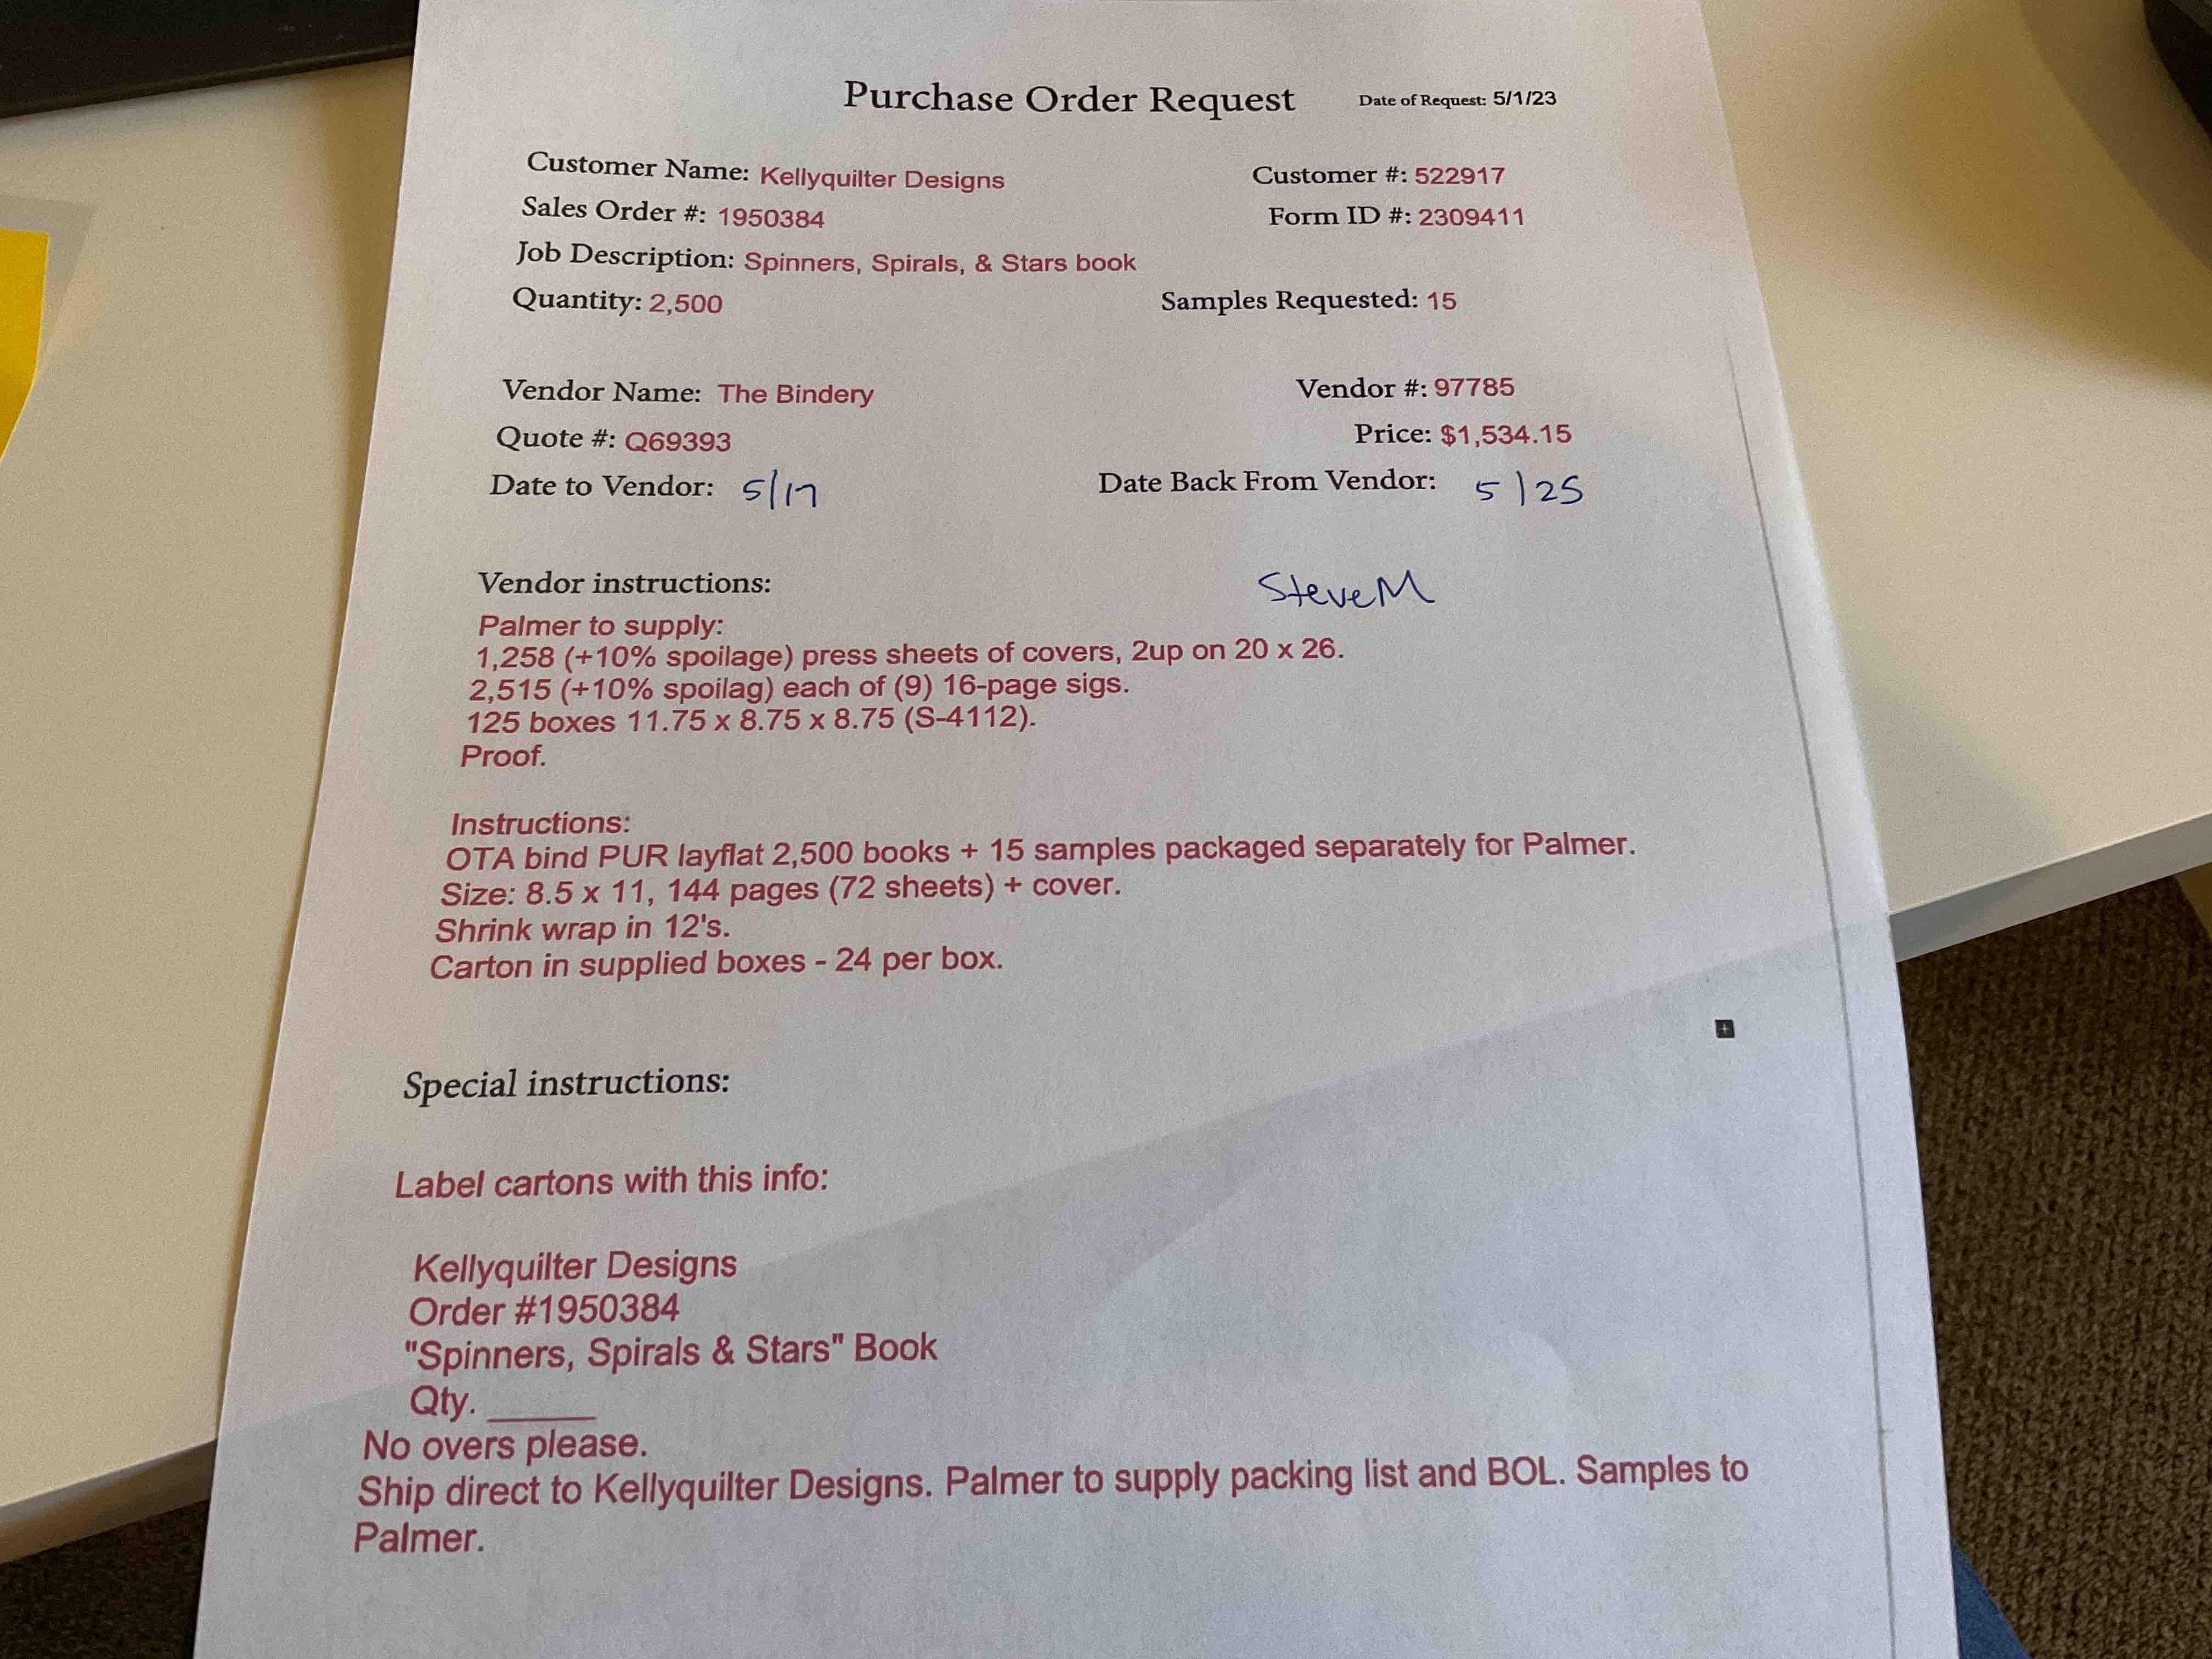 Purchase Order Request Date of Request: 5/1/23
Customer Name: Kellyquilter Designs Customer #: 522917
Sales Order #: 1950384 Form ID #: 2309411
Job Description: Spinners, Spirals, & Stars book
Quantity: 2,500 Samples Requested: 15
Vendor Name: The Bindery Vendor #: 97785
Quote #: Q69393 Price: $1,534.15
Date to Vendor: 5/17 Date Back From Vendor: 5/25
Vendor instructions: SteveM
Palmer to supply:
1,258 (+10% spoilage) press sheets of covers, 2up on 20 x 26.
2,515 (+10% spoilag) each of (9) 16-page sigs.
125 boxes 11.75 x 8.75 x 8.75 (S-4112).
Proof.
Instructions:
OTA bind PUR layflat 2,500 books + 15 samples packaged separately for Palmer.
Size: 8.5 x 11, 144 pages (72 sheets) + cover.
Shrink wrap in 12's.
Carton in supplied boxes - 24 per box.
Special instructions:
Label cartons with this info:
Kellyquilter Designs
Order #1950384
"Spinners, Spirals & Stars" Book
Qty. ______
No overs please.
Ship direct to Kellyquilter Designs. Palmer to supply packing list and BOL. Samples to
Palmer.